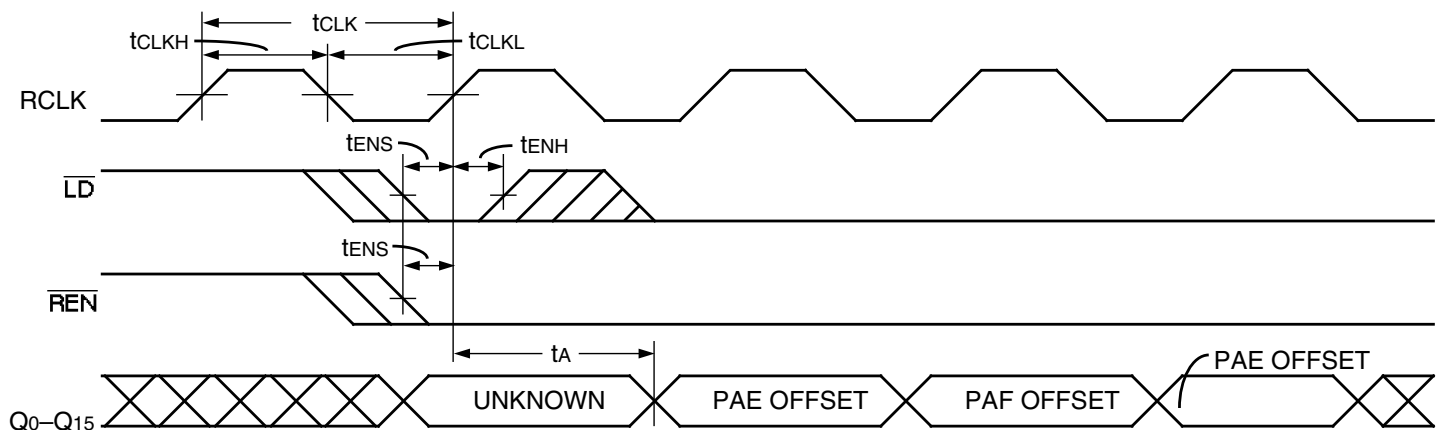 tCLK
tCLKH
tCLKL
RCLK
tENS
tENH
LD
tENS
REN
tA
PAE OFFSET
UNKNOWN
PAE OFFSET
PAF OFFSET
Q0–Q15